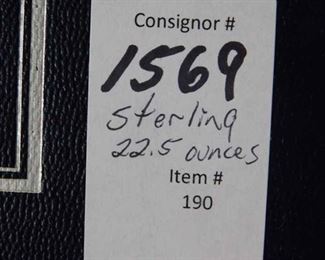 Consignor #
1569
sterling
22.5 ounces
Item #
190